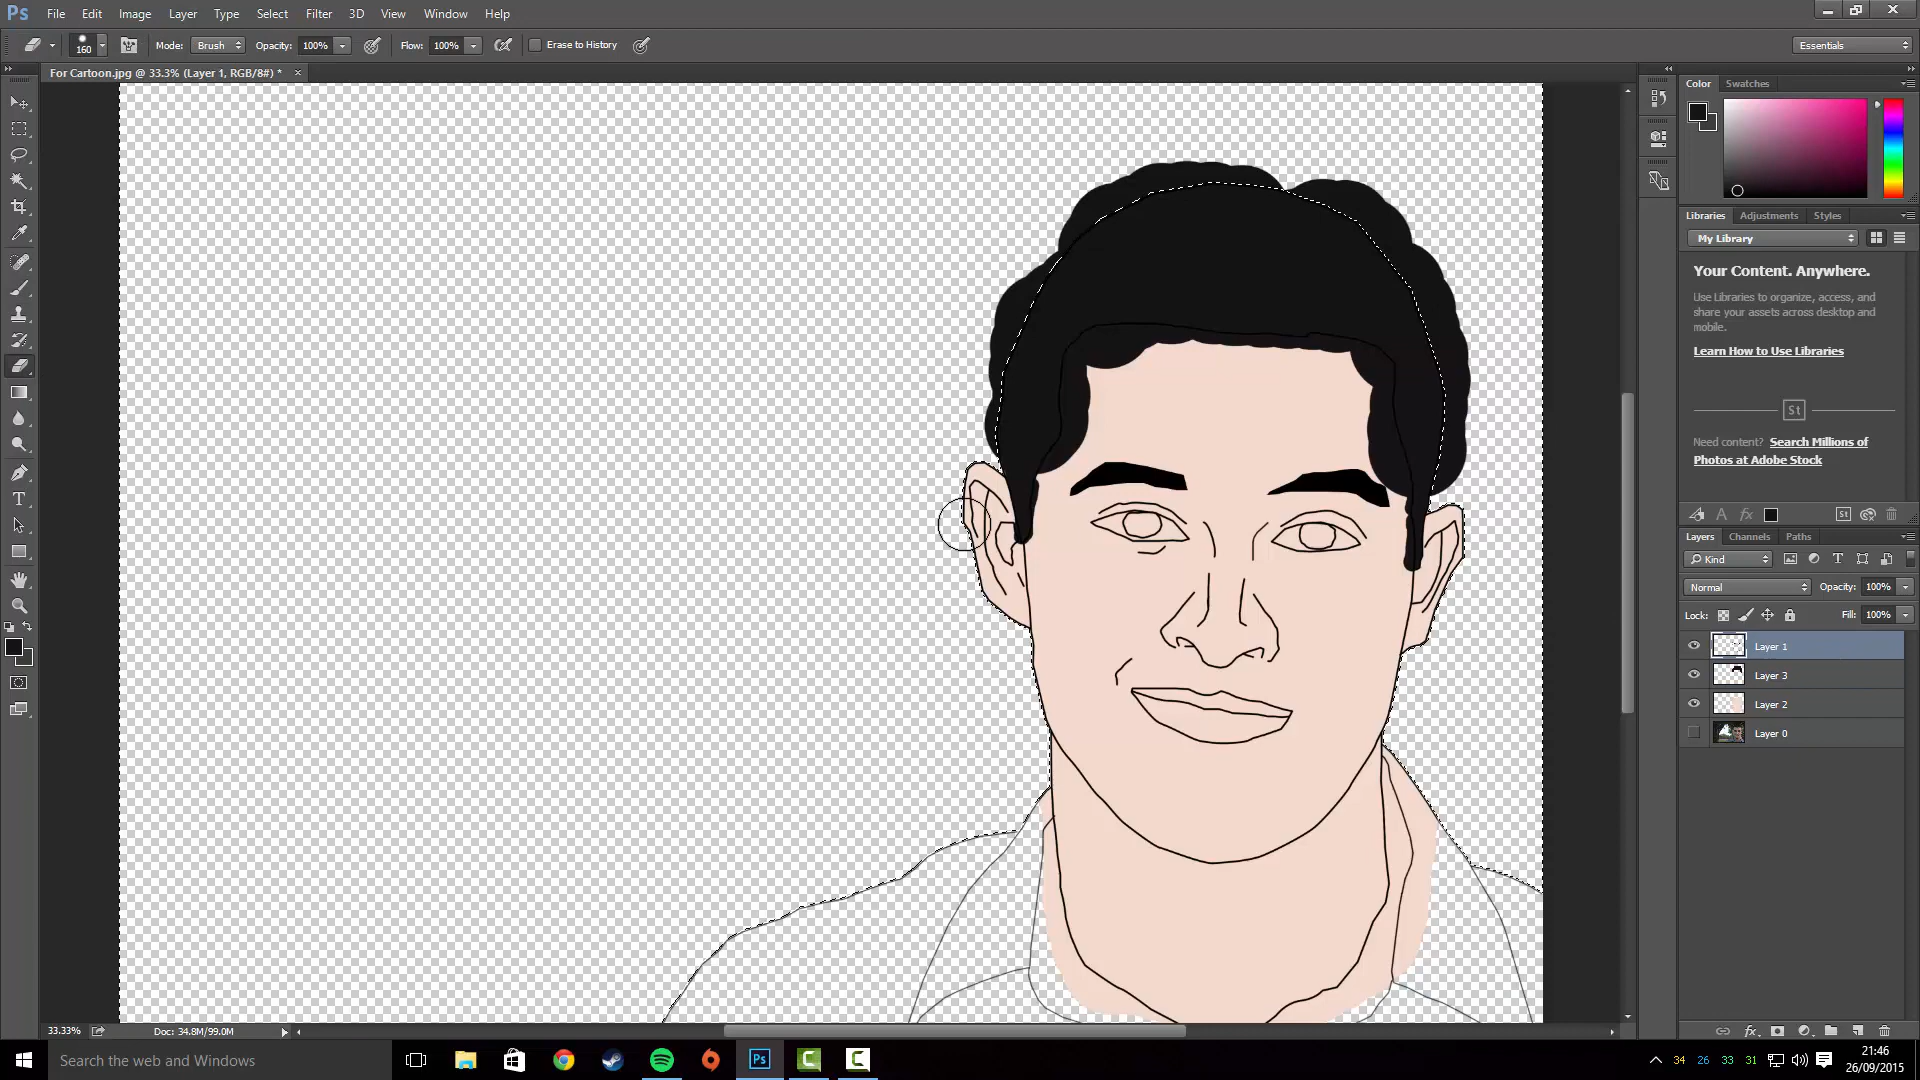 Ps File Edit Image Layer Type Select Filter 3D View Window Help
160 Mode: Brush Opacity: 100% Flow: 100% Erase to History Essentials
For Cartoon.jpg @ 33.3% (Layer 1, RGB/8#) * ×
Color Swatches
Libraries Adjustments Styles
My Library
Your Content. Anywhere.
Use Libraries to organize, access, and
share your assets across desktop and
mobile.
Learn How to Use Libraries
St
Need content? Search Millions of
Photos at Adobe Stock
Layers Channels Paths
Kind
Normal Opacity: 100%
Lock: Fill: 100%
Layer 1
Layer 3
Layer 2
Layer 0
33.33% Doc: 34.8M/99.0M
Search the web and Windows
34 26 33 31
21:46
26/09/2015